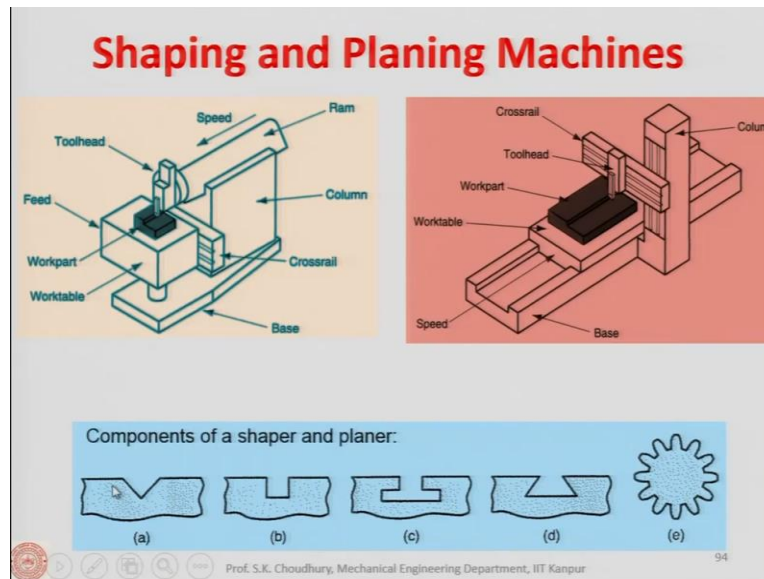 Shaping and Planing Machines
Speed
Ram
Toolhead
Feed
Column
Workpart
Crossrail
Worktable
Base
Crossrail
Colum
Toolhead
Workpart
Worktable
Speed
Base
Components of a shaper and planer:
(a) (b) (c) (d) (e)
Prof. S.K. Choudhury, Mechanical Engineering Department, IIT Kanpur
94